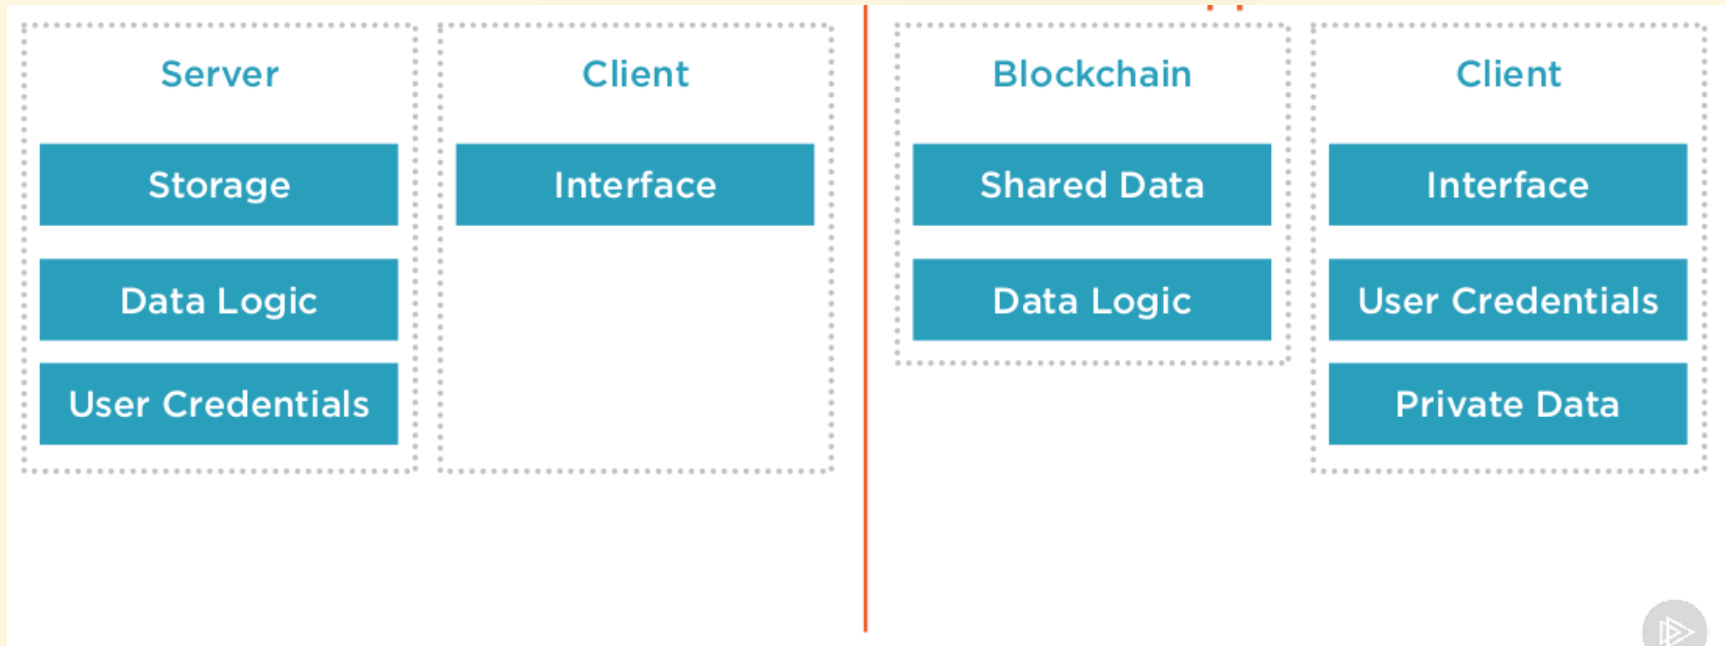 Server
Storage
Data Logic
User Credentials
Client
Interface
Blockchain
Shared Data
Data Logic
Client
Interface
User Credentials
Private Data